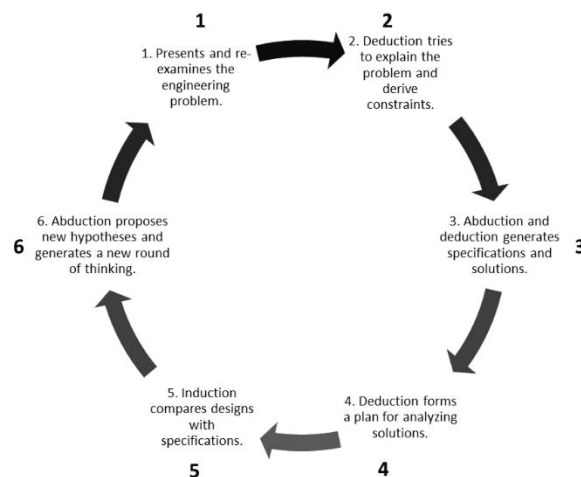 1
1. Presents and re-
examines the
engineering
problem.
2
2. Deduction tries
to explain the
problem and
derive
constraints.
3. Abduction and
deduction generates
specifications and
solutions.
3
4. Deduction forms
a plan for analyzing
solutions.
4
5. Induction
compares designs
with
specifications.
5
6. Abduction proposes
new hypotheses and
generates a new round
of thinking.
6